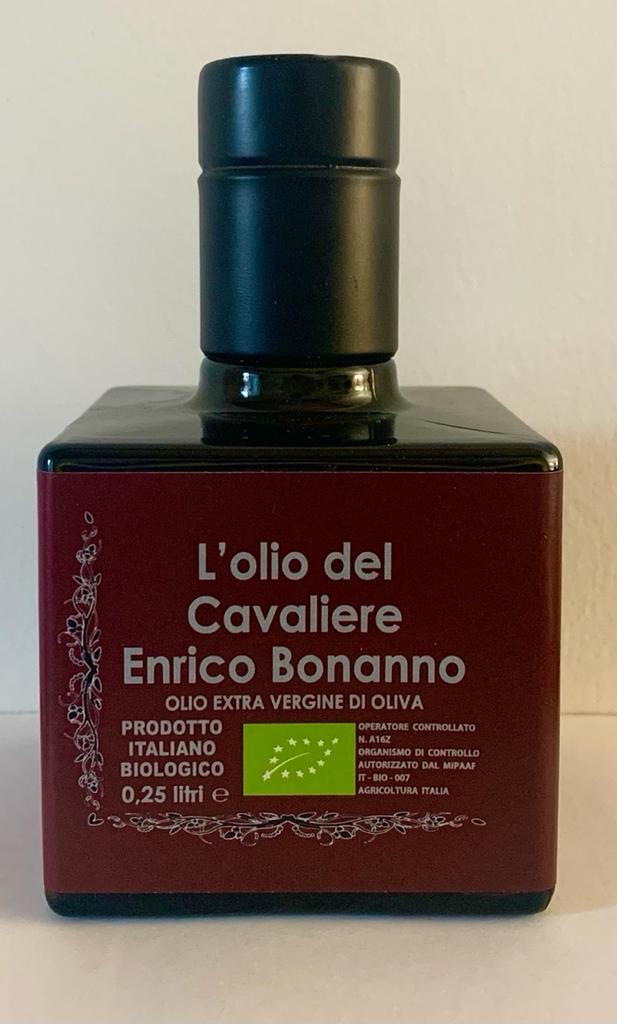 L'olio del
Cavaliere
Enrico Bonanno
OLIO EXTRA VERGINE DI OLIVA
PRODOTTO
ITALIANO
BIOLOGICO
0,25 litri ℮
OPERATORE CONTROLLATO
N. A16Z
ORGANISMO DI CONTROLLO
AUTORIZZATO DAL MIPAAF
IT - BIO - 007
AGRICOLTURA ITALIA